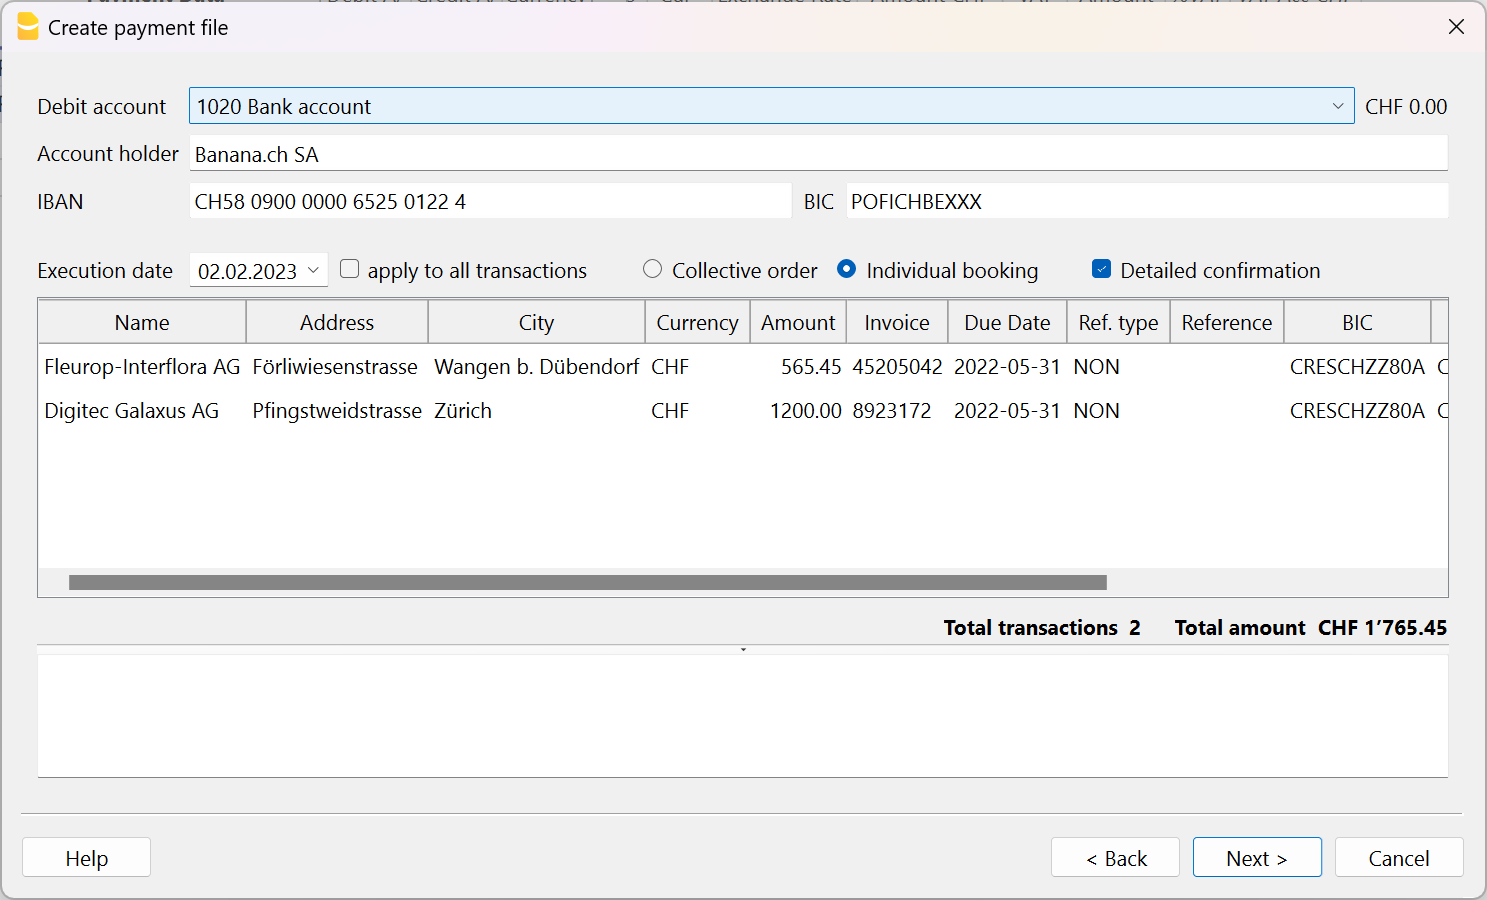 Create payment file
Debit account 1020 Bank account CHF 0.00
Account holder Banana.ch SA
IBAN CH58 0900 0000 6525 0122 4 BIC POFICHBEXXX
Execution date 02.02.2023 apply to all transactions Collective order Individual booking Detailed confirmation
Name Address City Currency Amount Invoice Due Date Ref. type Reference BIC
Fleurop-Interflora AG Förliwiesenstrasse Wangen b. Dübendorf CHF 565.45 45205042 2022-05-31 NON CRESCHZZ80A C
Digitec Galaxus AG Pfingstweidstrasse Zürich CHF 1200.00 8923172 2022-05-31 NON CRESCHZZ80A C
Total transactions 2 Total amount CHF 1’765.45
Help < Back Next > Cancel